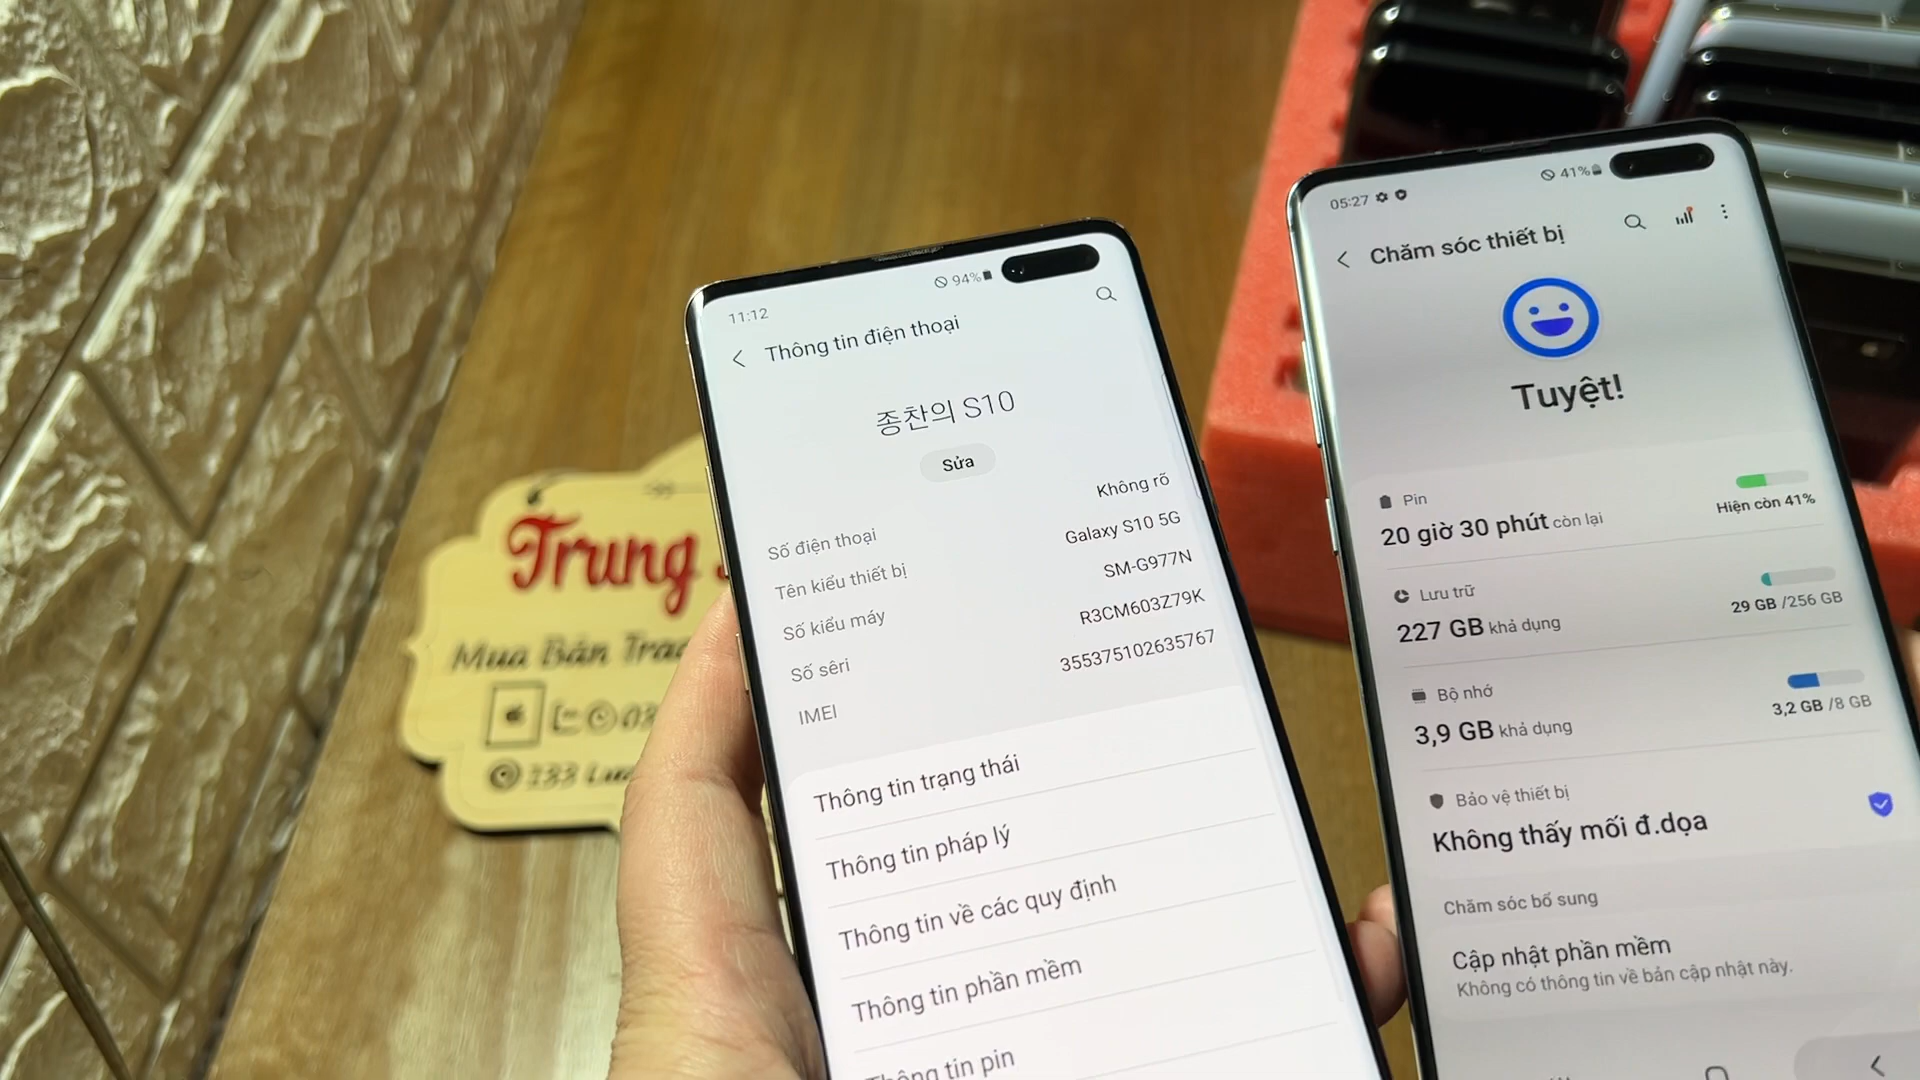 11:12
94%
Thông tin điện thoại
종찬의 S10
Sửa
Số điện thoại
Không rõ
Tên kiểu thiết bị
Galaxy S10 5G
Số kiểu máy
SM-G977N
Số sêri
R3CM603Z79K
IMEI
355375102635767
Thông tin trạng thái
Thông tin pháp lý
Thông tin về các quy định
Thông tin phần mềm
Thông tin pin
05:27
41%
Chăm sóc thiết bị
Tuyệt!
Pin
20 giờ 30 phút còn lại
Hiện còn 41%
Lưu trữ
227 GB khả dụng
29 GB /256 GB
Bộ nhớ
3,9 GB khả dụng
3,2 GB /8 GB
Bảo vệ thiết bị
Không thấy mối đ.dọa
Chăm sóc bổ sung
Cập nhật phần mềm
Không có thông tin về bản cập nhật này.
Trung
Mua Bán